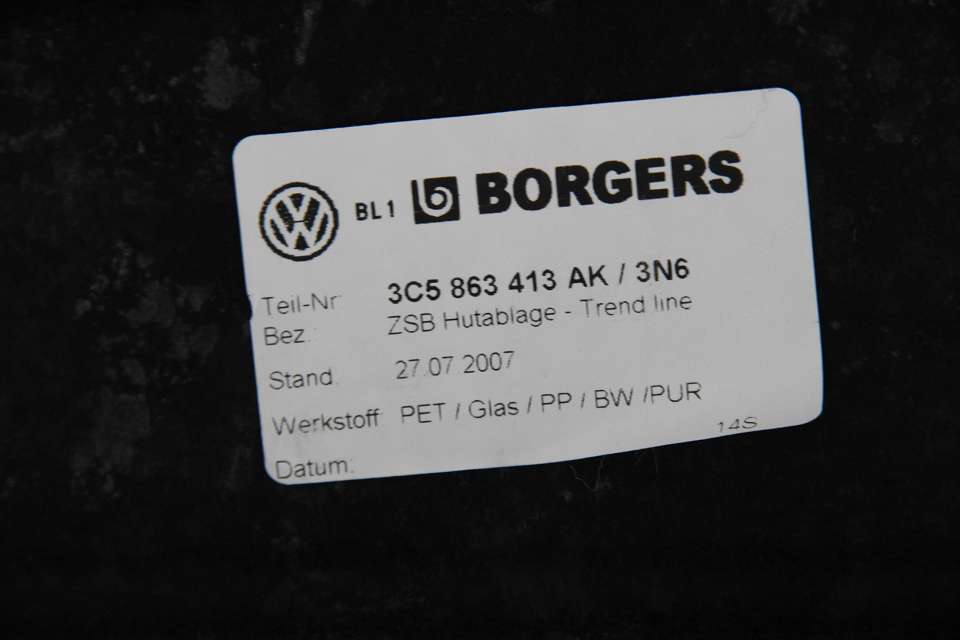 BL1 BORGERS
Teil-Nr: 3C5 863 413 AK / 3N6
Bez.: ZSB Hutablage - Trend line
Stand. 27.07.2007
Werkstoff PET / Glas / PP / BW /PUR
14S
Datum: